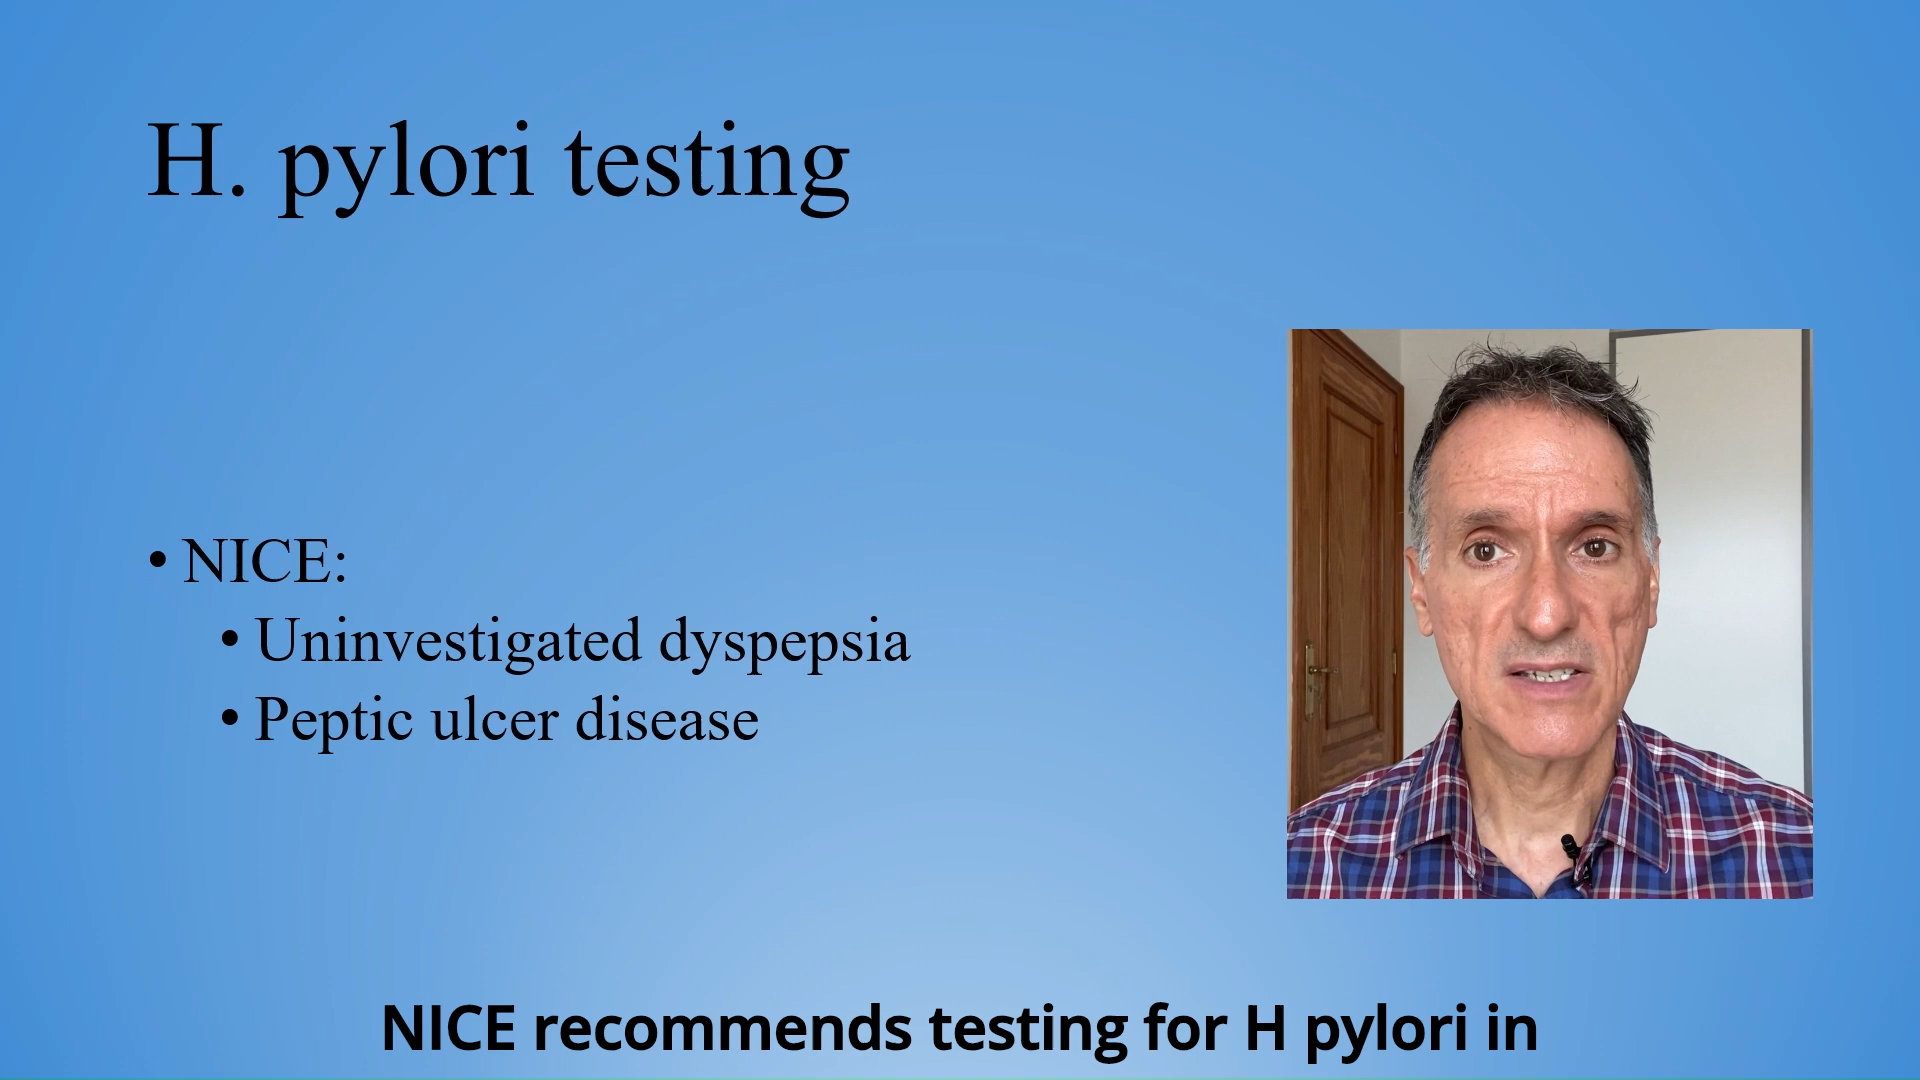 H. pylori testing
• NICE:
• Uninvestigated dyspepsia
• Peptic ulcer disease
NICE recommends testing for H pylori in